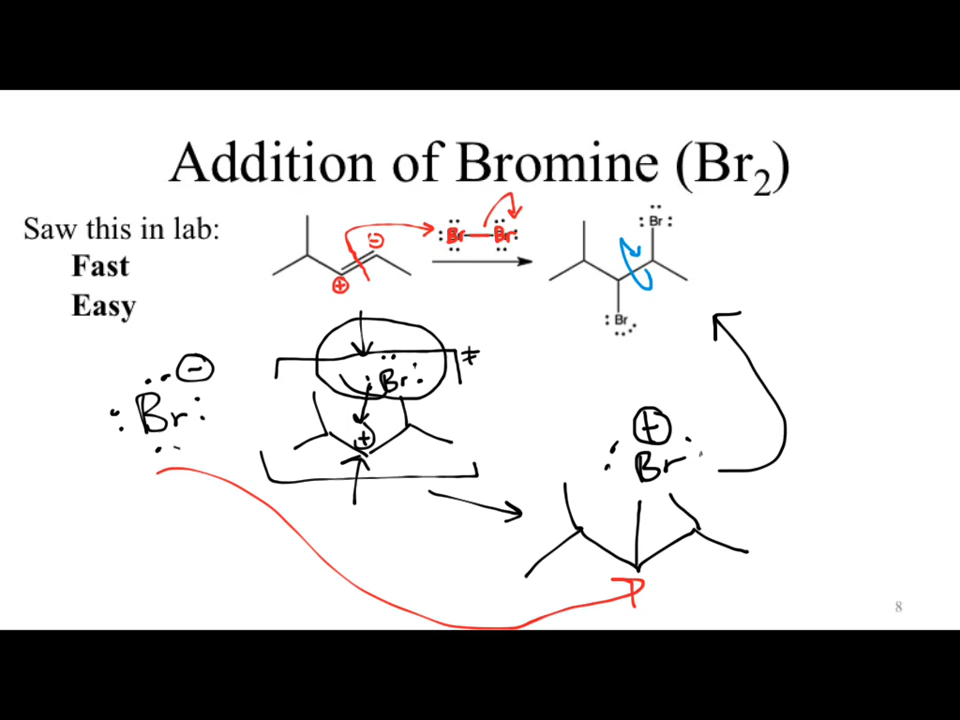 Addition of Bromine (Br₂)
Saw this in lab:
Fast
Easy
:Br—Br:
:Br:
:Br:
⊕ ⊖
:Br: ⊖
Br: ≠
⊕
⊕
:Br
8